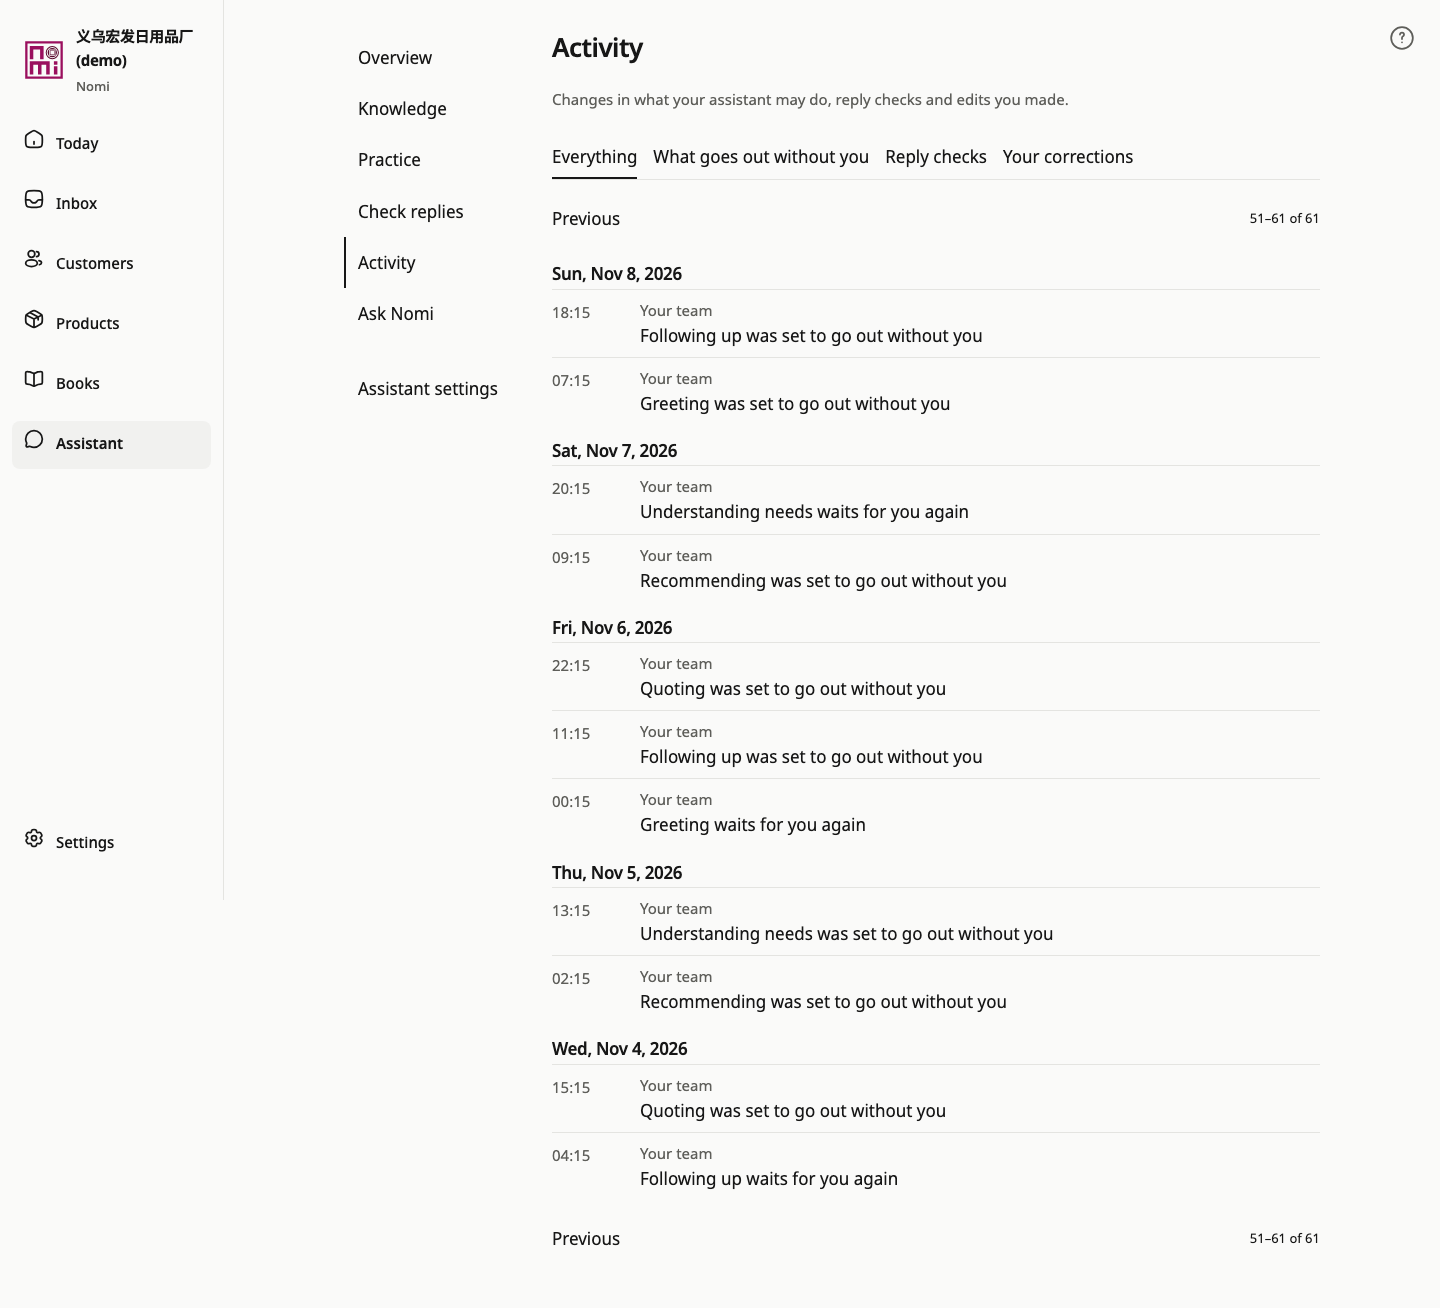 义乌宏发日用品厂
(demo)
Nomi
Today
Inbox
Customers
Products
Books
Assistant
Settings
Overview
Knowledge
Practice
Check replies
Activity
Ask Nomi
Assistant settings
Activity
Changes in what your assistant may do, reply checks and edits you made.
Everything What goes out without you Reply checks Your corrections
Previous 51–61 of 61
Sun, Nov 8, 2026
18:15 Your team
Following up was set to go out without you
07:15 Your team
Greeting was set to go out without you
Sat, Nov 7, 2026
20:15 Your team
Understanding needs waits for you again
09:15 Your team
Recommending was set to go out without you
Fri, Nov 6, 2026
22:15 Your team
Quoting was set to go out without you
11:15 Your team
Following up was set to go out without you
00:15 Your team
Greeting waits for you again
Thu, Nov 5, 2026
13:15 Your team
Understanding needs was set to go out without you
02:15 Your team
Recommending was set to go out without you
Wed, Nov 4, 2026
15:15 Your team
Quoting was set to go out without you
04:15 Your team
Following up waits for you again
Previous 51–61 of 61